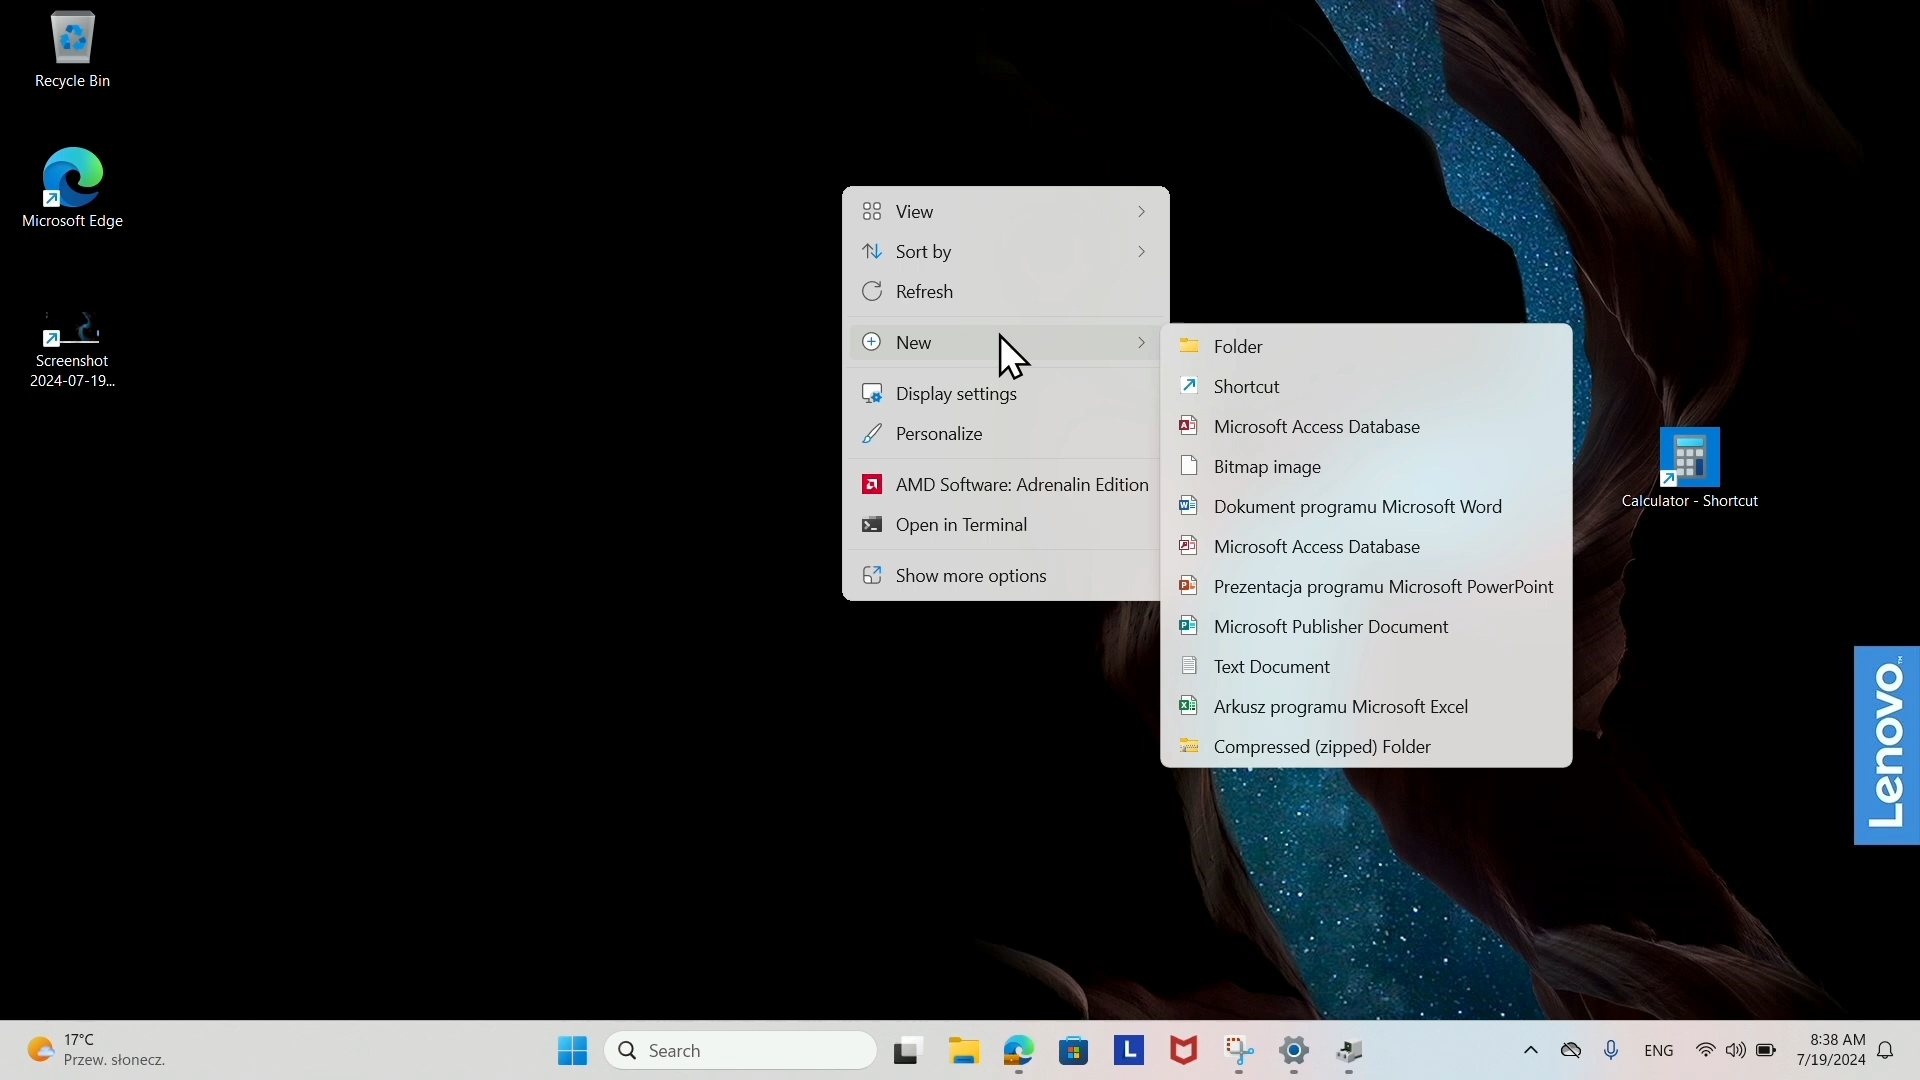 Recycle Bin
Microsoft Edge
Screenshot
2024-07-19...
View
Sort by
Refresh
New
Display settings
Personalize
AMD Software: Adrenalin Edition
Open in Terminal
Show more options
Folder
Shortcut
Microsoft Access Database
Bitmap image
Dokument programu Microsoft Word
Microsoft Access Database
Prezentacja programu Microsoft PowerPoint
Microsoft Publisher Document
Text Document
Arkusz programu Microsoft Excel
Compressed (zipped) Folder
Calculator - Shortcut
Lenovo™
17°C
Przew. słonecz.
Search
L
ENG
8:38 AM
7/19/2024